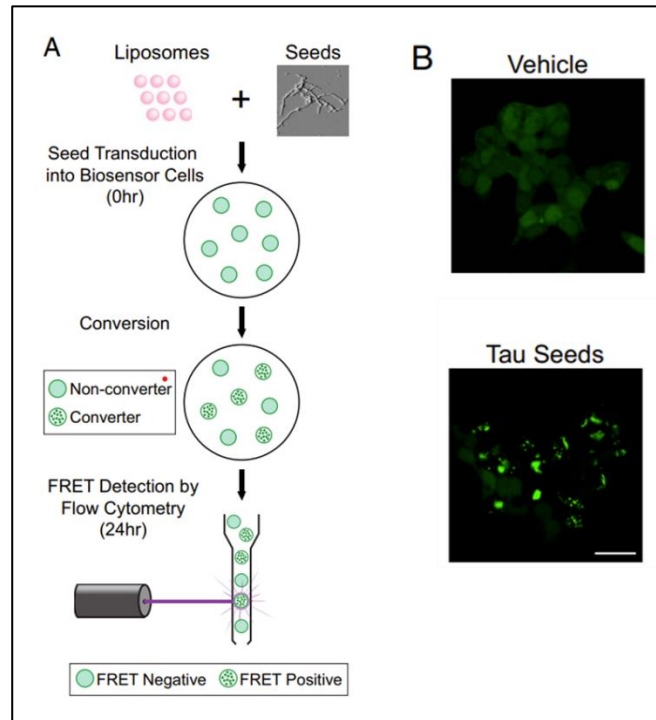 A
Liposomes
Seeds
+
Seed Transduction
into Biosensor Cells
(0hr)
Conversion
Non-converter
Converter
FRET Detection by
Flow Cytometry
(24hr)
FRET Negative
FRET Positive
B
Vehicle
Tau Seeds